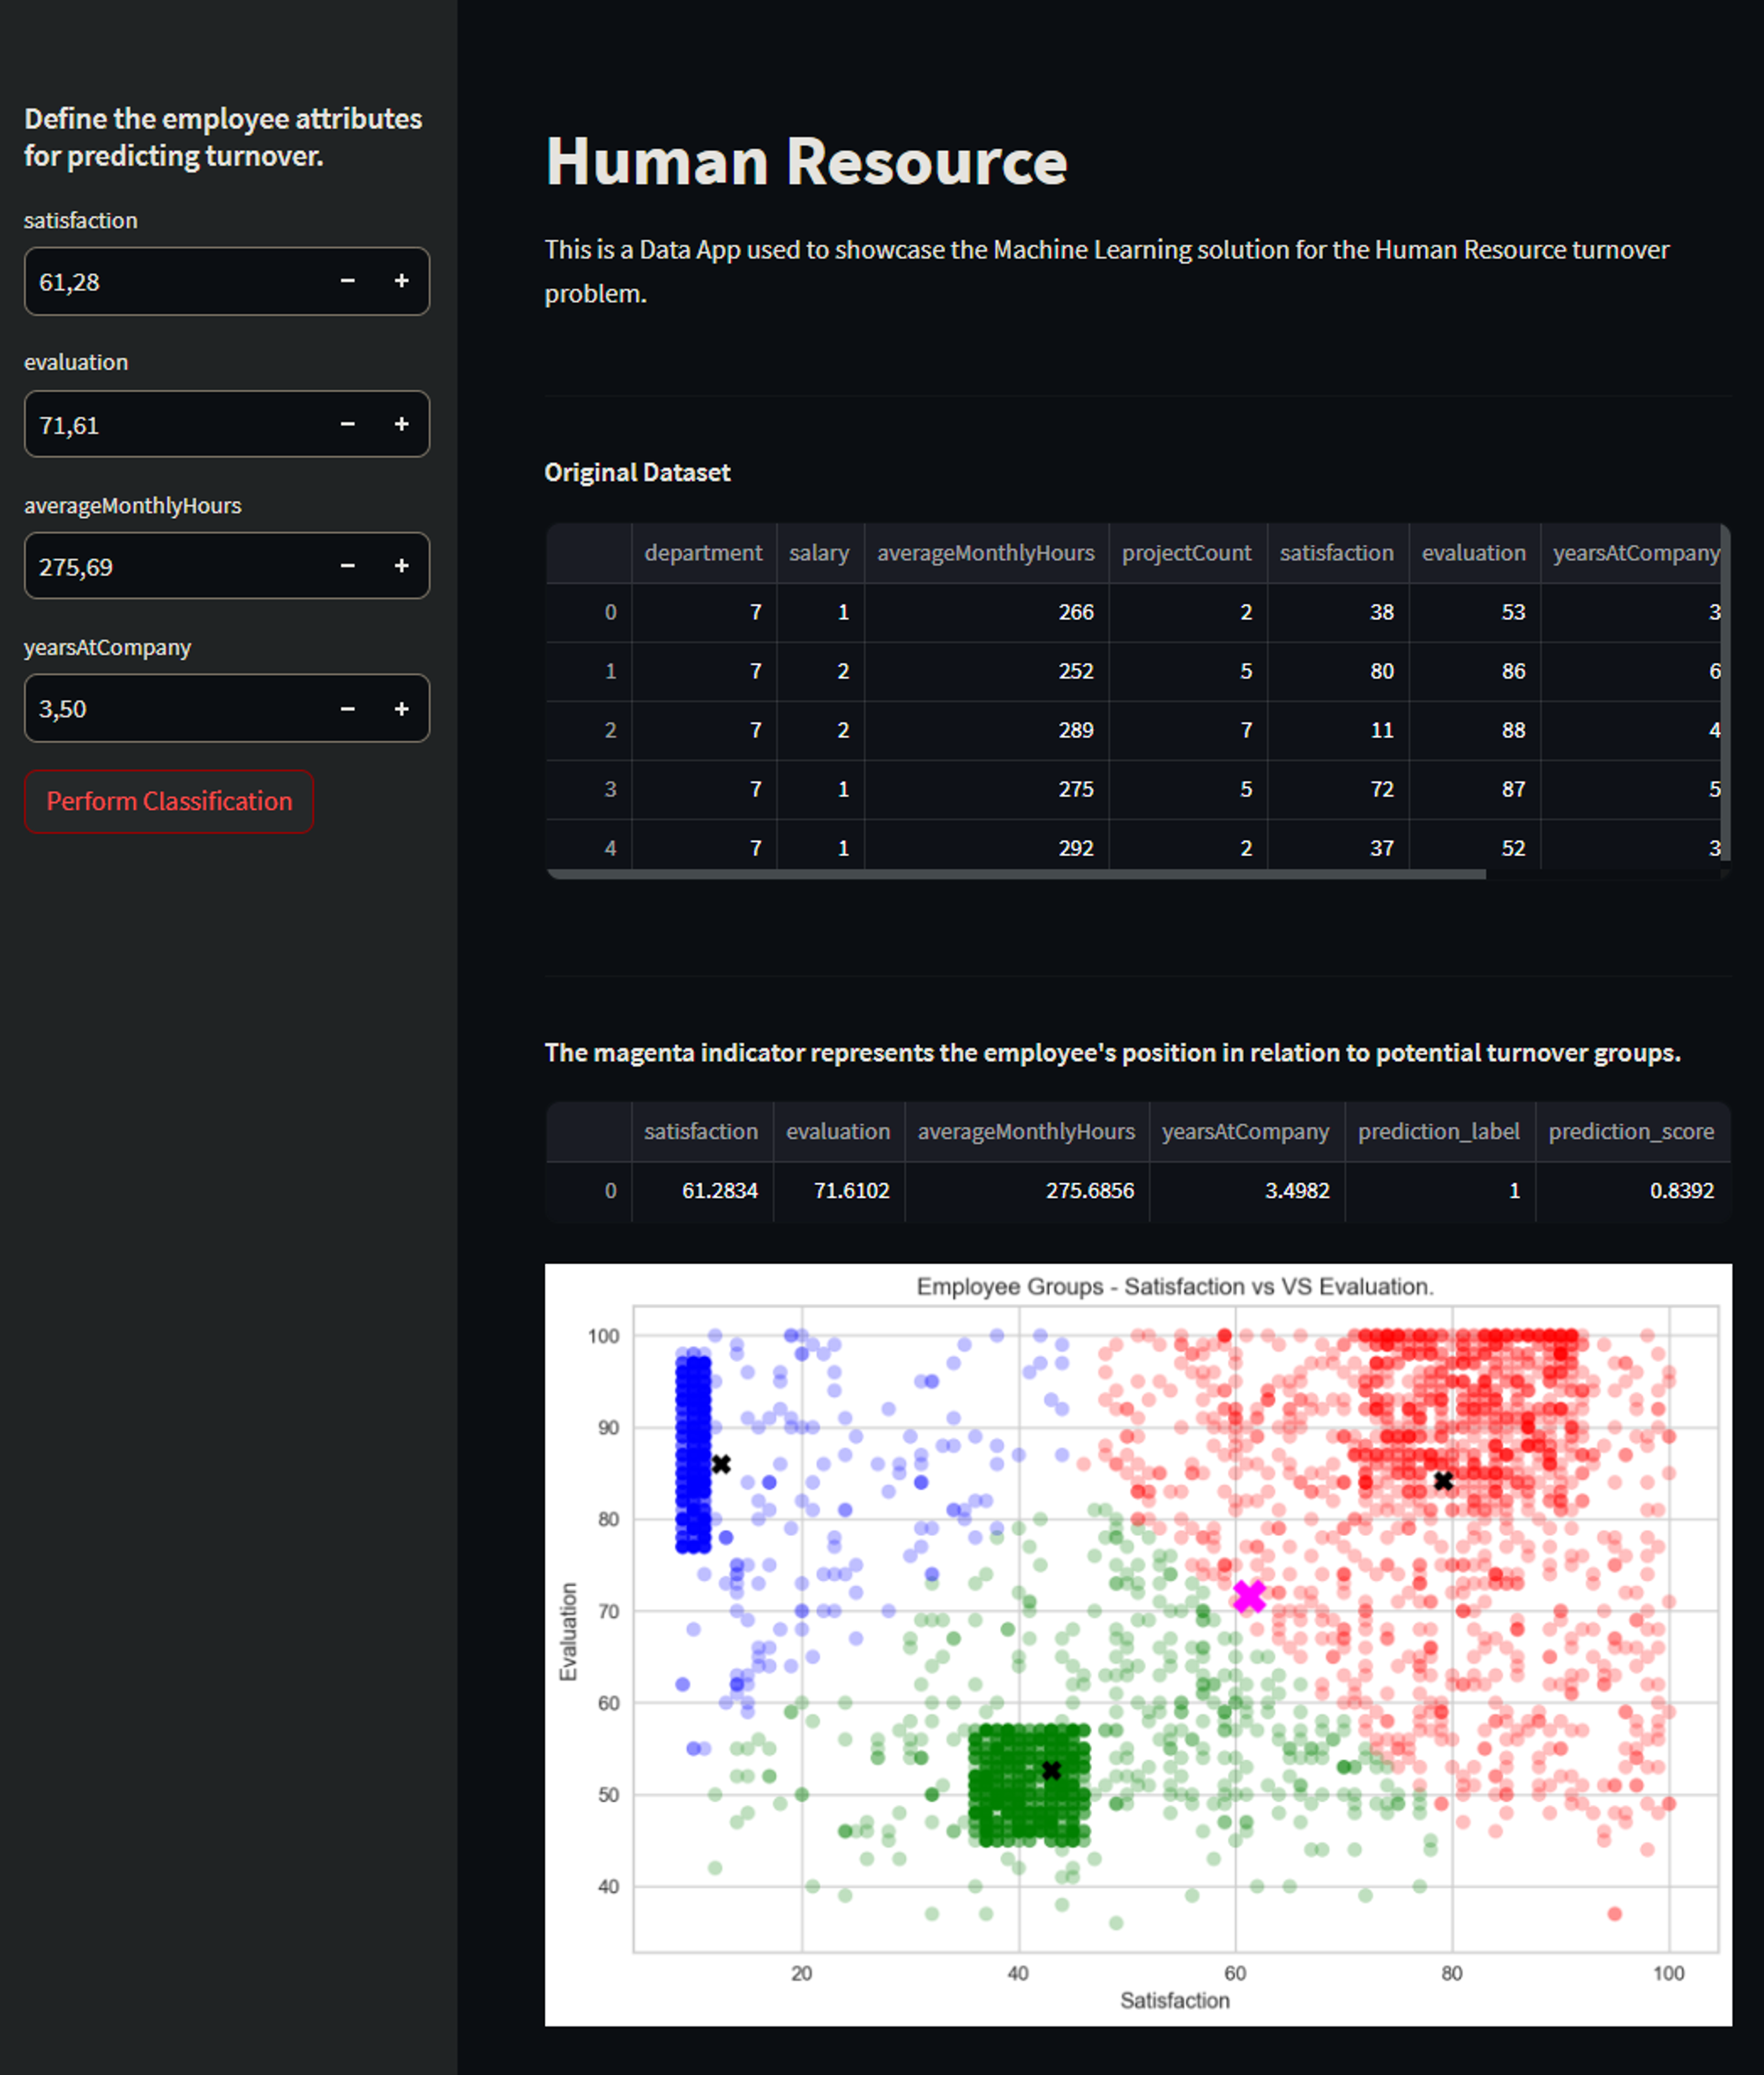 Define the employee attributes
for predicting turnover.
satisfaction
61,28
evaluation
71,61
averageMonthlyHours
275,69
yearsAtCompany
3,50
Perform Classification
Human Resource
This is a Data App used to showcase the Machine Learning solution for the Human Resource turnover
problem.
Original Dataset
department salary averageMonthlyHours projectCount satisfaction evaluation yearsAtCompany
0 7 1 266 2 38 53 3
1 7 2 252 5 80 86 6
2 7 2 289 7 11 88 4
3 7 1 275 5 72 87 5
4 7 1 292 2 37 52 3
The magenta indicator represents the employee's position in relation to potential turnover groups.
satisfaction evaluation averageMonthlyHours yearsAtCompany prediction_label prediction_score
0 61.2834 71.6102 275.6856 3.4982 1 0.8392
Employee Groups - Satisfaction vs VS Evaluation.
100
90
80
70
60
50
40
Evaluation
20 40 60 80 100
Satisfaction